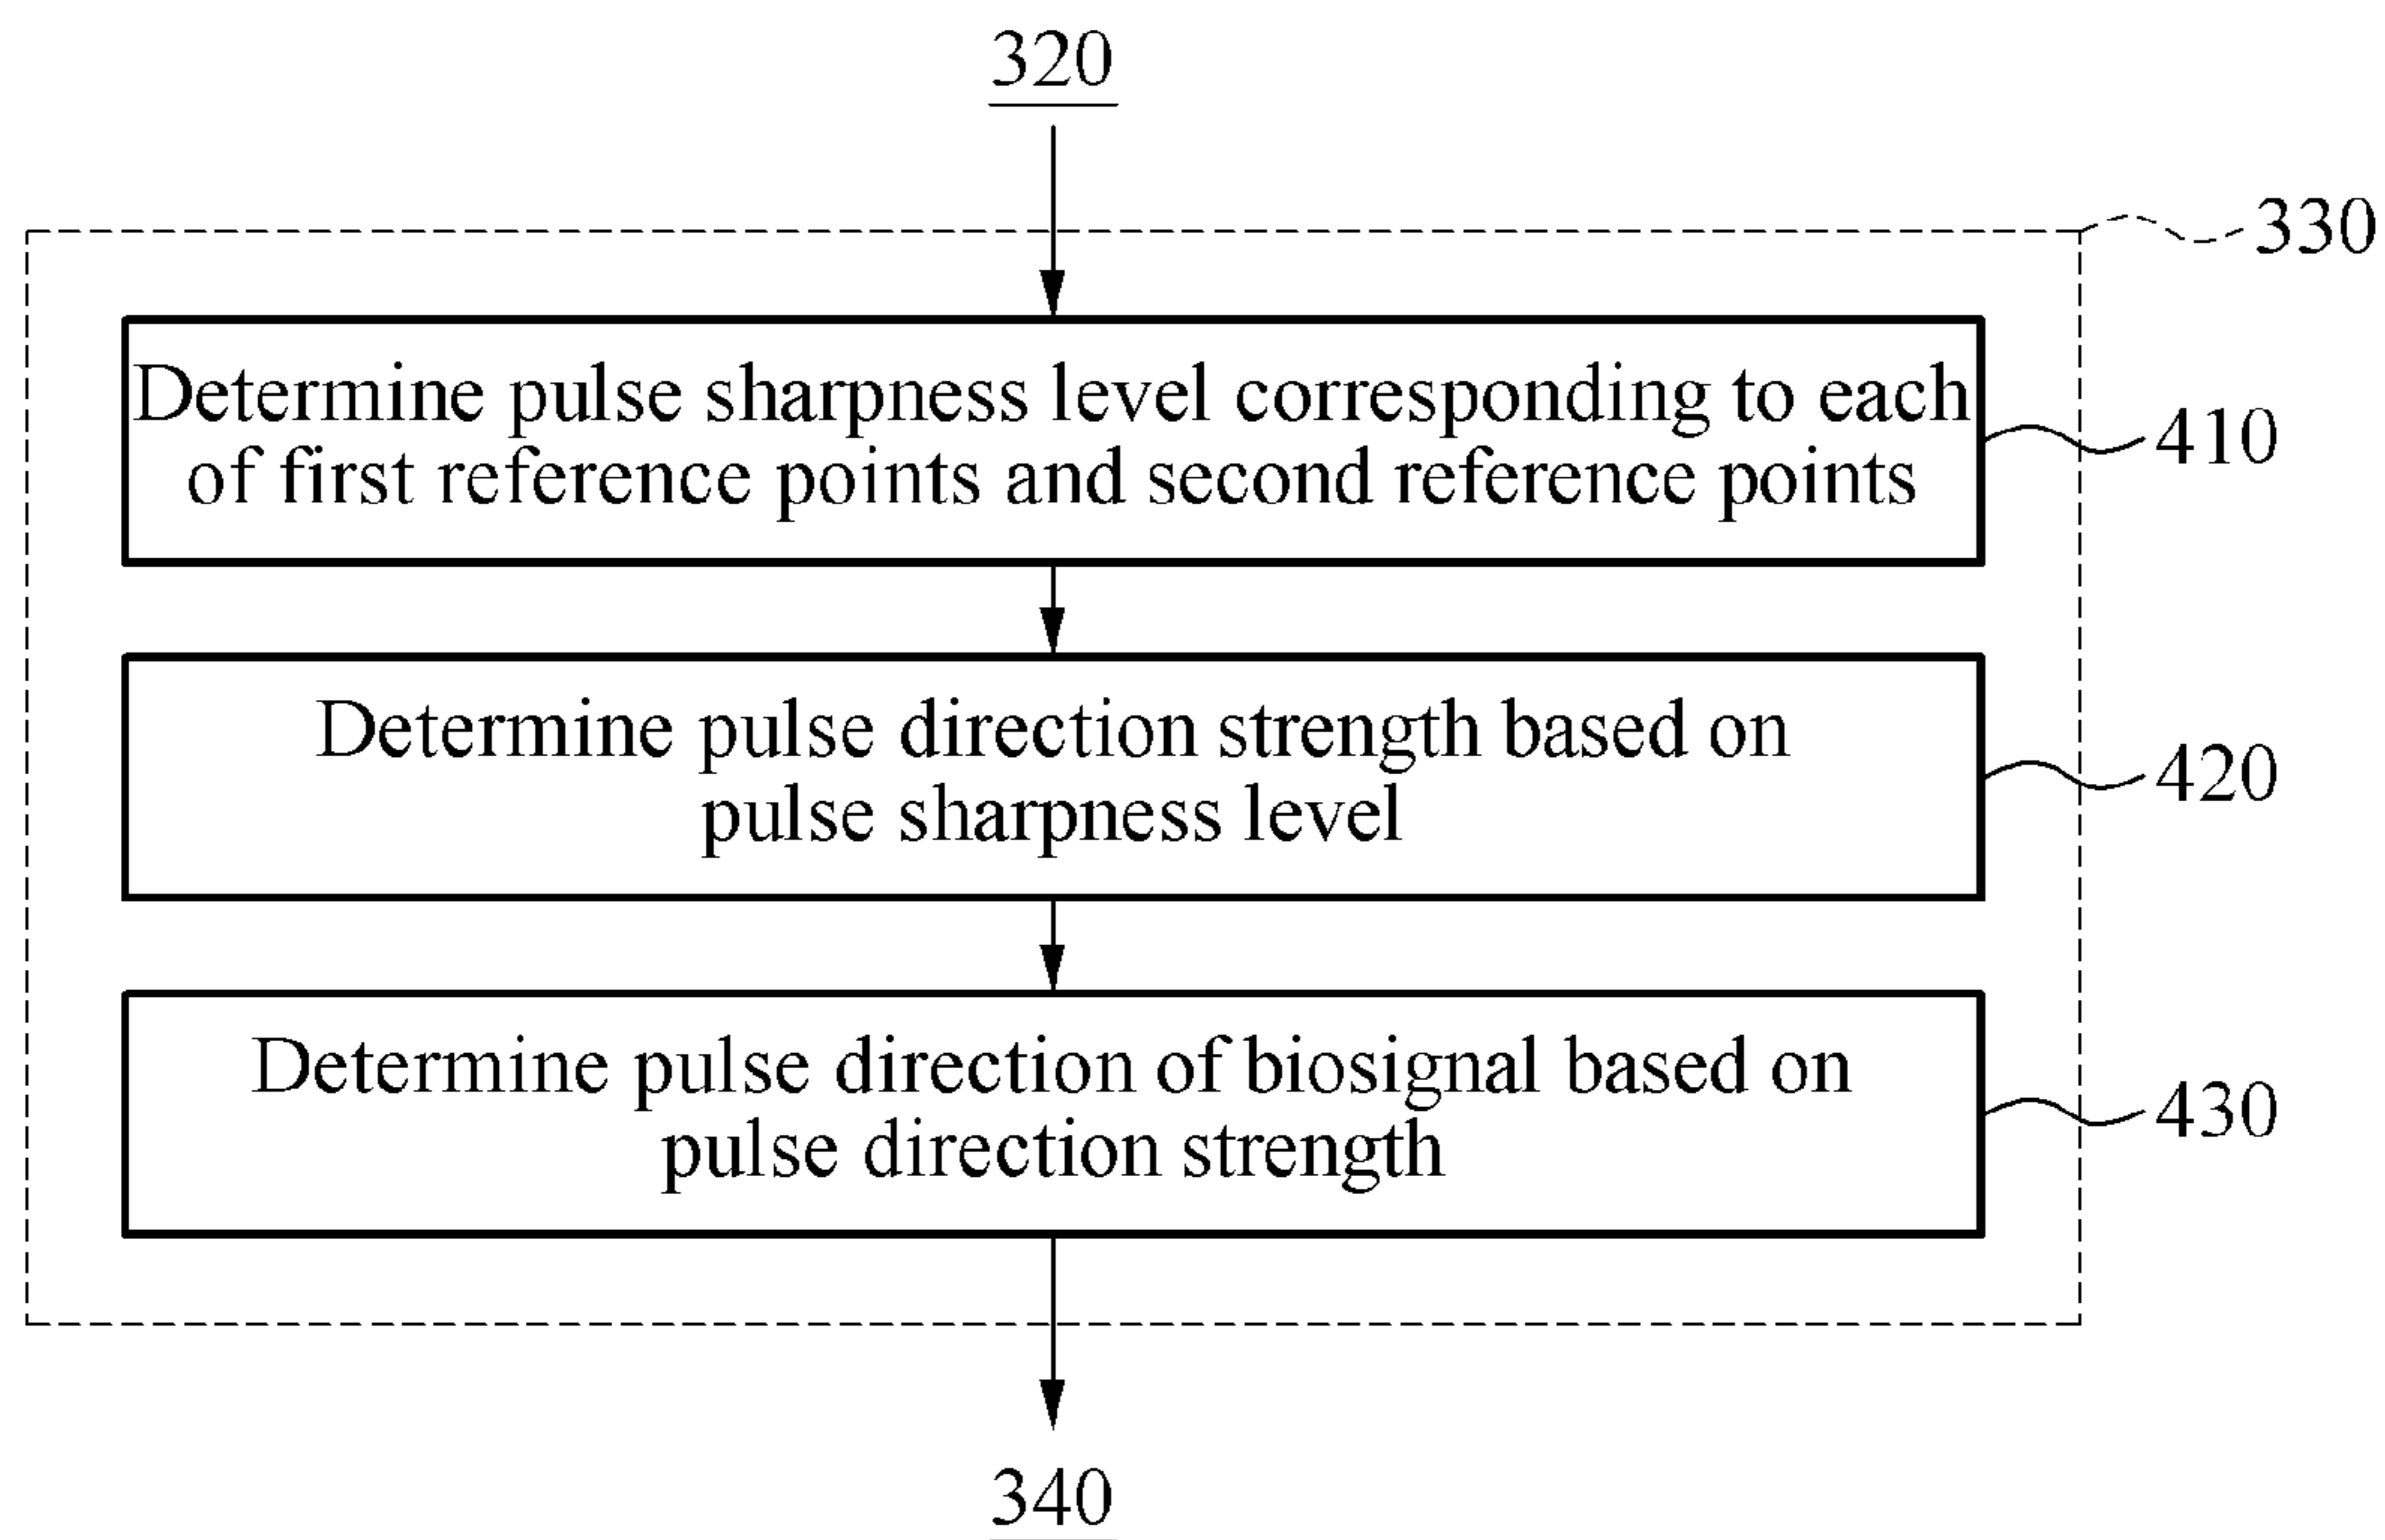 320
330
Determine pulse sharpness level corresponding to each
of first reference points and second reference points
410
Determine pulse direction strength based on
pulse sharpness level
420
Determine pulse direction of biosignal based on
pulse direction strength
430
340